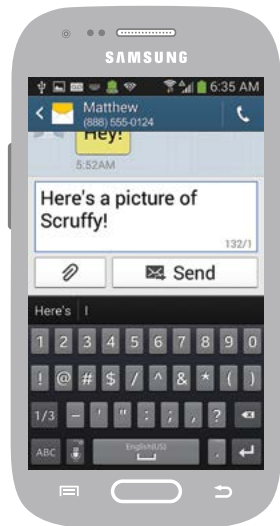 SAMSUNG
6:35 AM
Matthew
(888) 555-0124
Hey!
5:52AM
Here's a picture of
Scruffy!
132/1
Send
Here's I
1 2 3 4 5 6 7 8 9 0
! @ # $ / ^ & * ( )
1/3 - ' " : ; , ?
ABC English(US) .